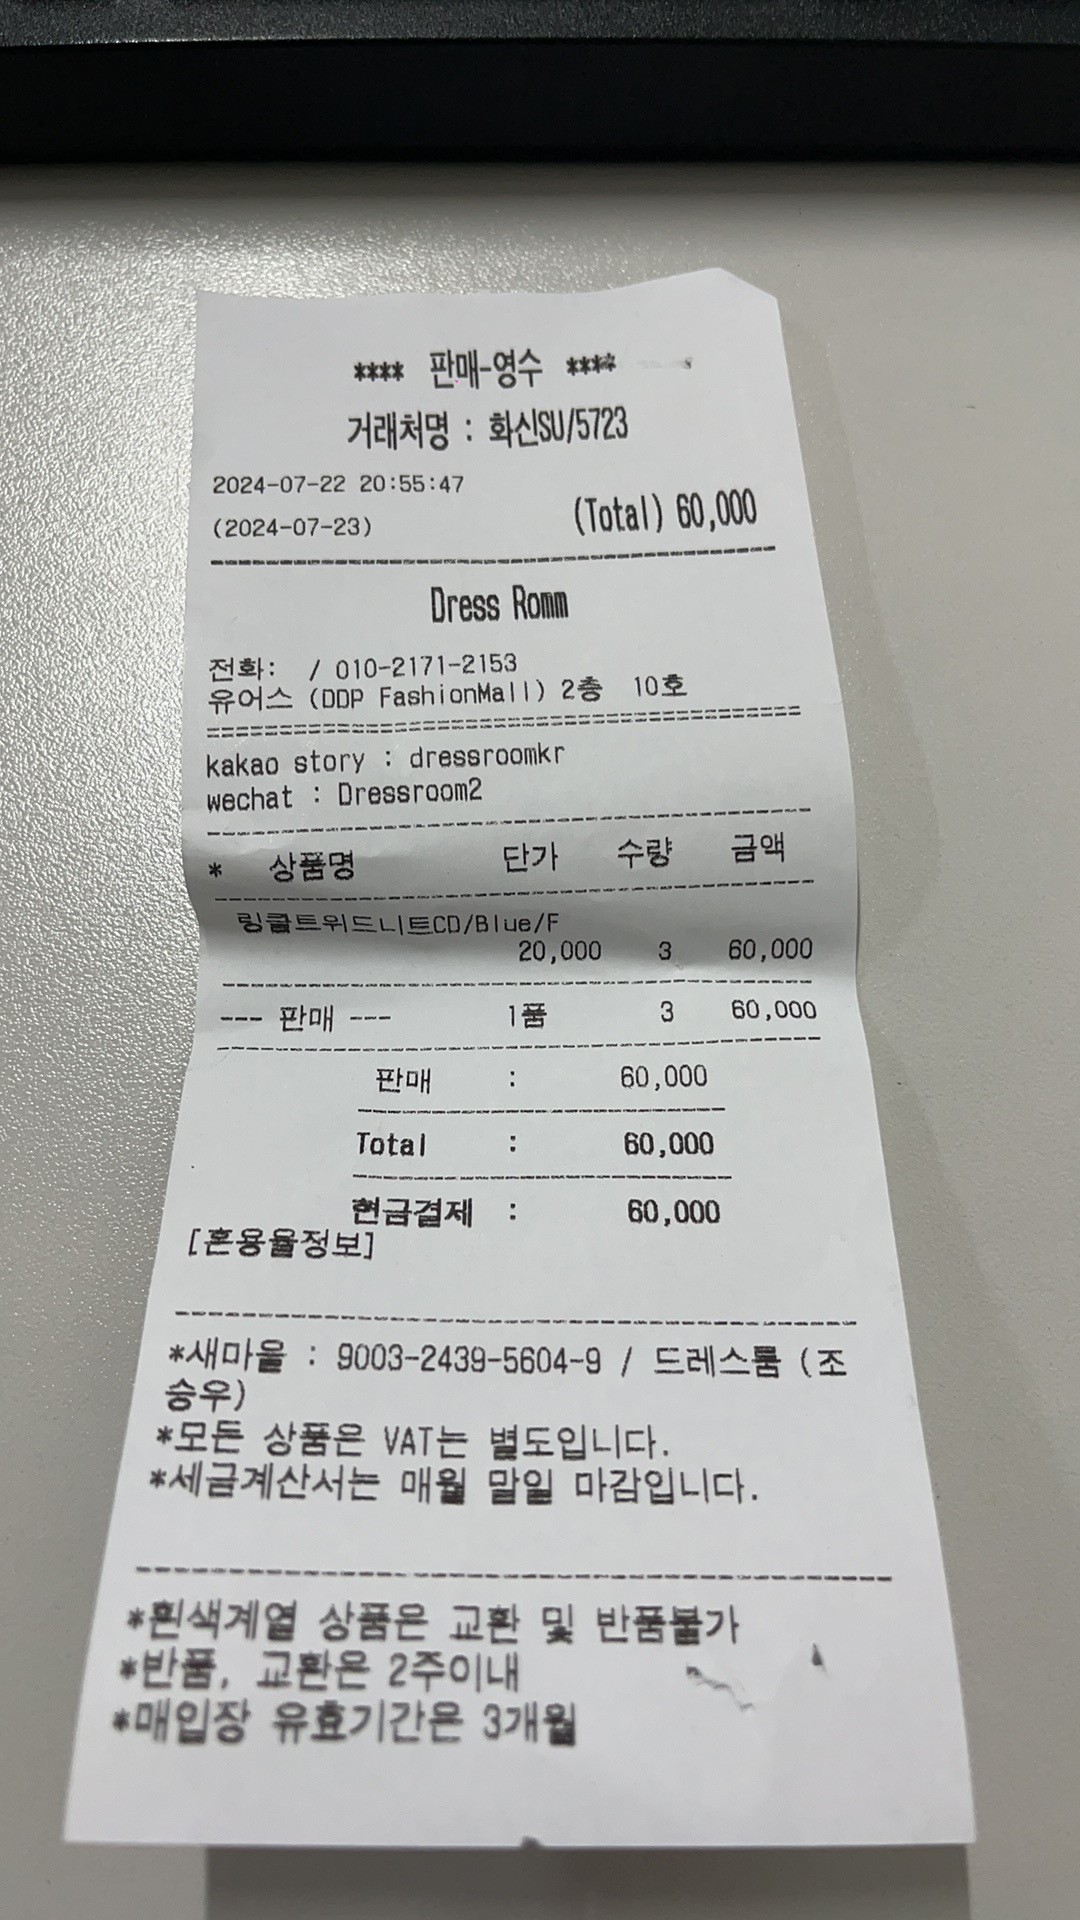 **** 판매-영수 ****
거래처명 : 화신SU/5723
2024-07-22 20:55:47
(2024-07-23) (Total) 60,000
Dress Romm
전화: / 010-2171-2153
유어스 (DDP FashionMall) 2층 10호
kakao story : dressroomkr
wechat : Dressroom2
* 상품명 단가 수량 금액
링클트위드니트CD/Blue/F
20,000 3 60,000
--- 판매 --- 1품 3 60,000
판매 : 60,000
Total : 60,000
현금결제 : 60,000
[혼용율정보]
*새마을 : 9003-2439-5604-9 / 드레스룸 (조
승우)
*모든 상품은 VAT는 별도입니다.
*세금계산서는 매월 말일 마감입니다.
*흰색계열 상품은 교환 및 반품불가
*반품, 교환은 2주이내
*매입장 유효기간은 3개월